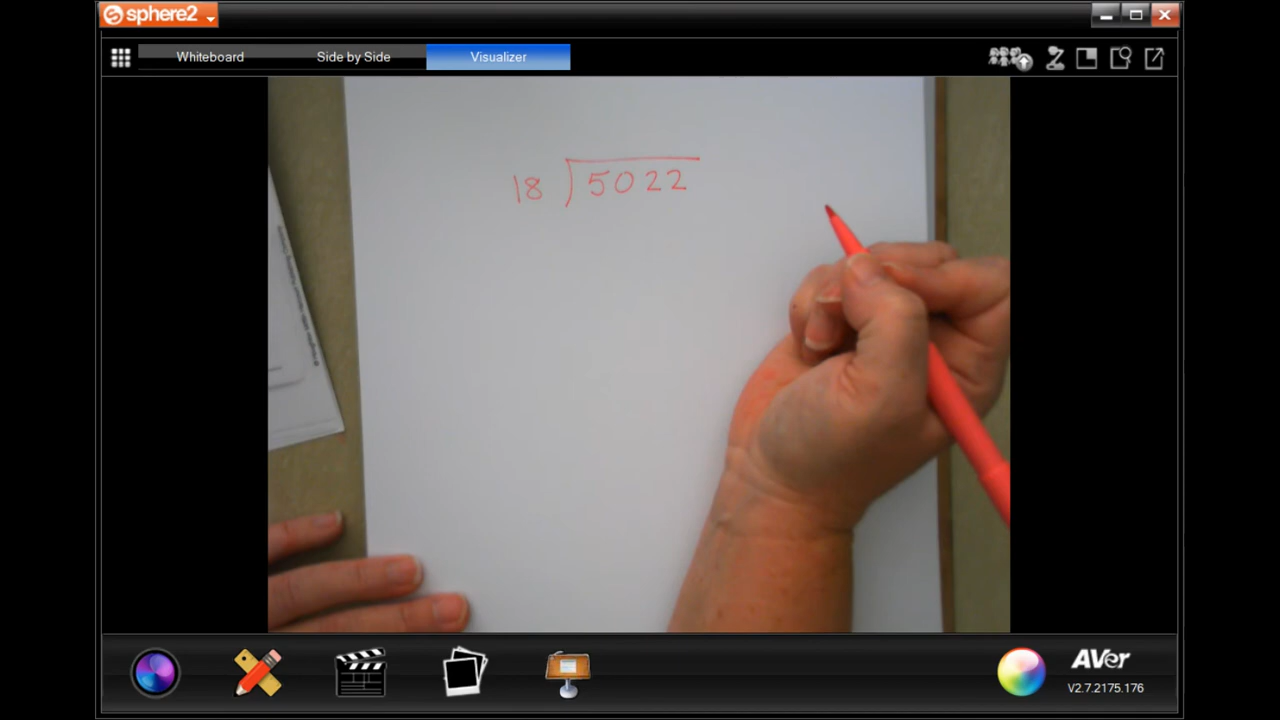 sphere2
Whiteboard Side by Side Visualizer
18 5022
AVer
V2.7.2175.176